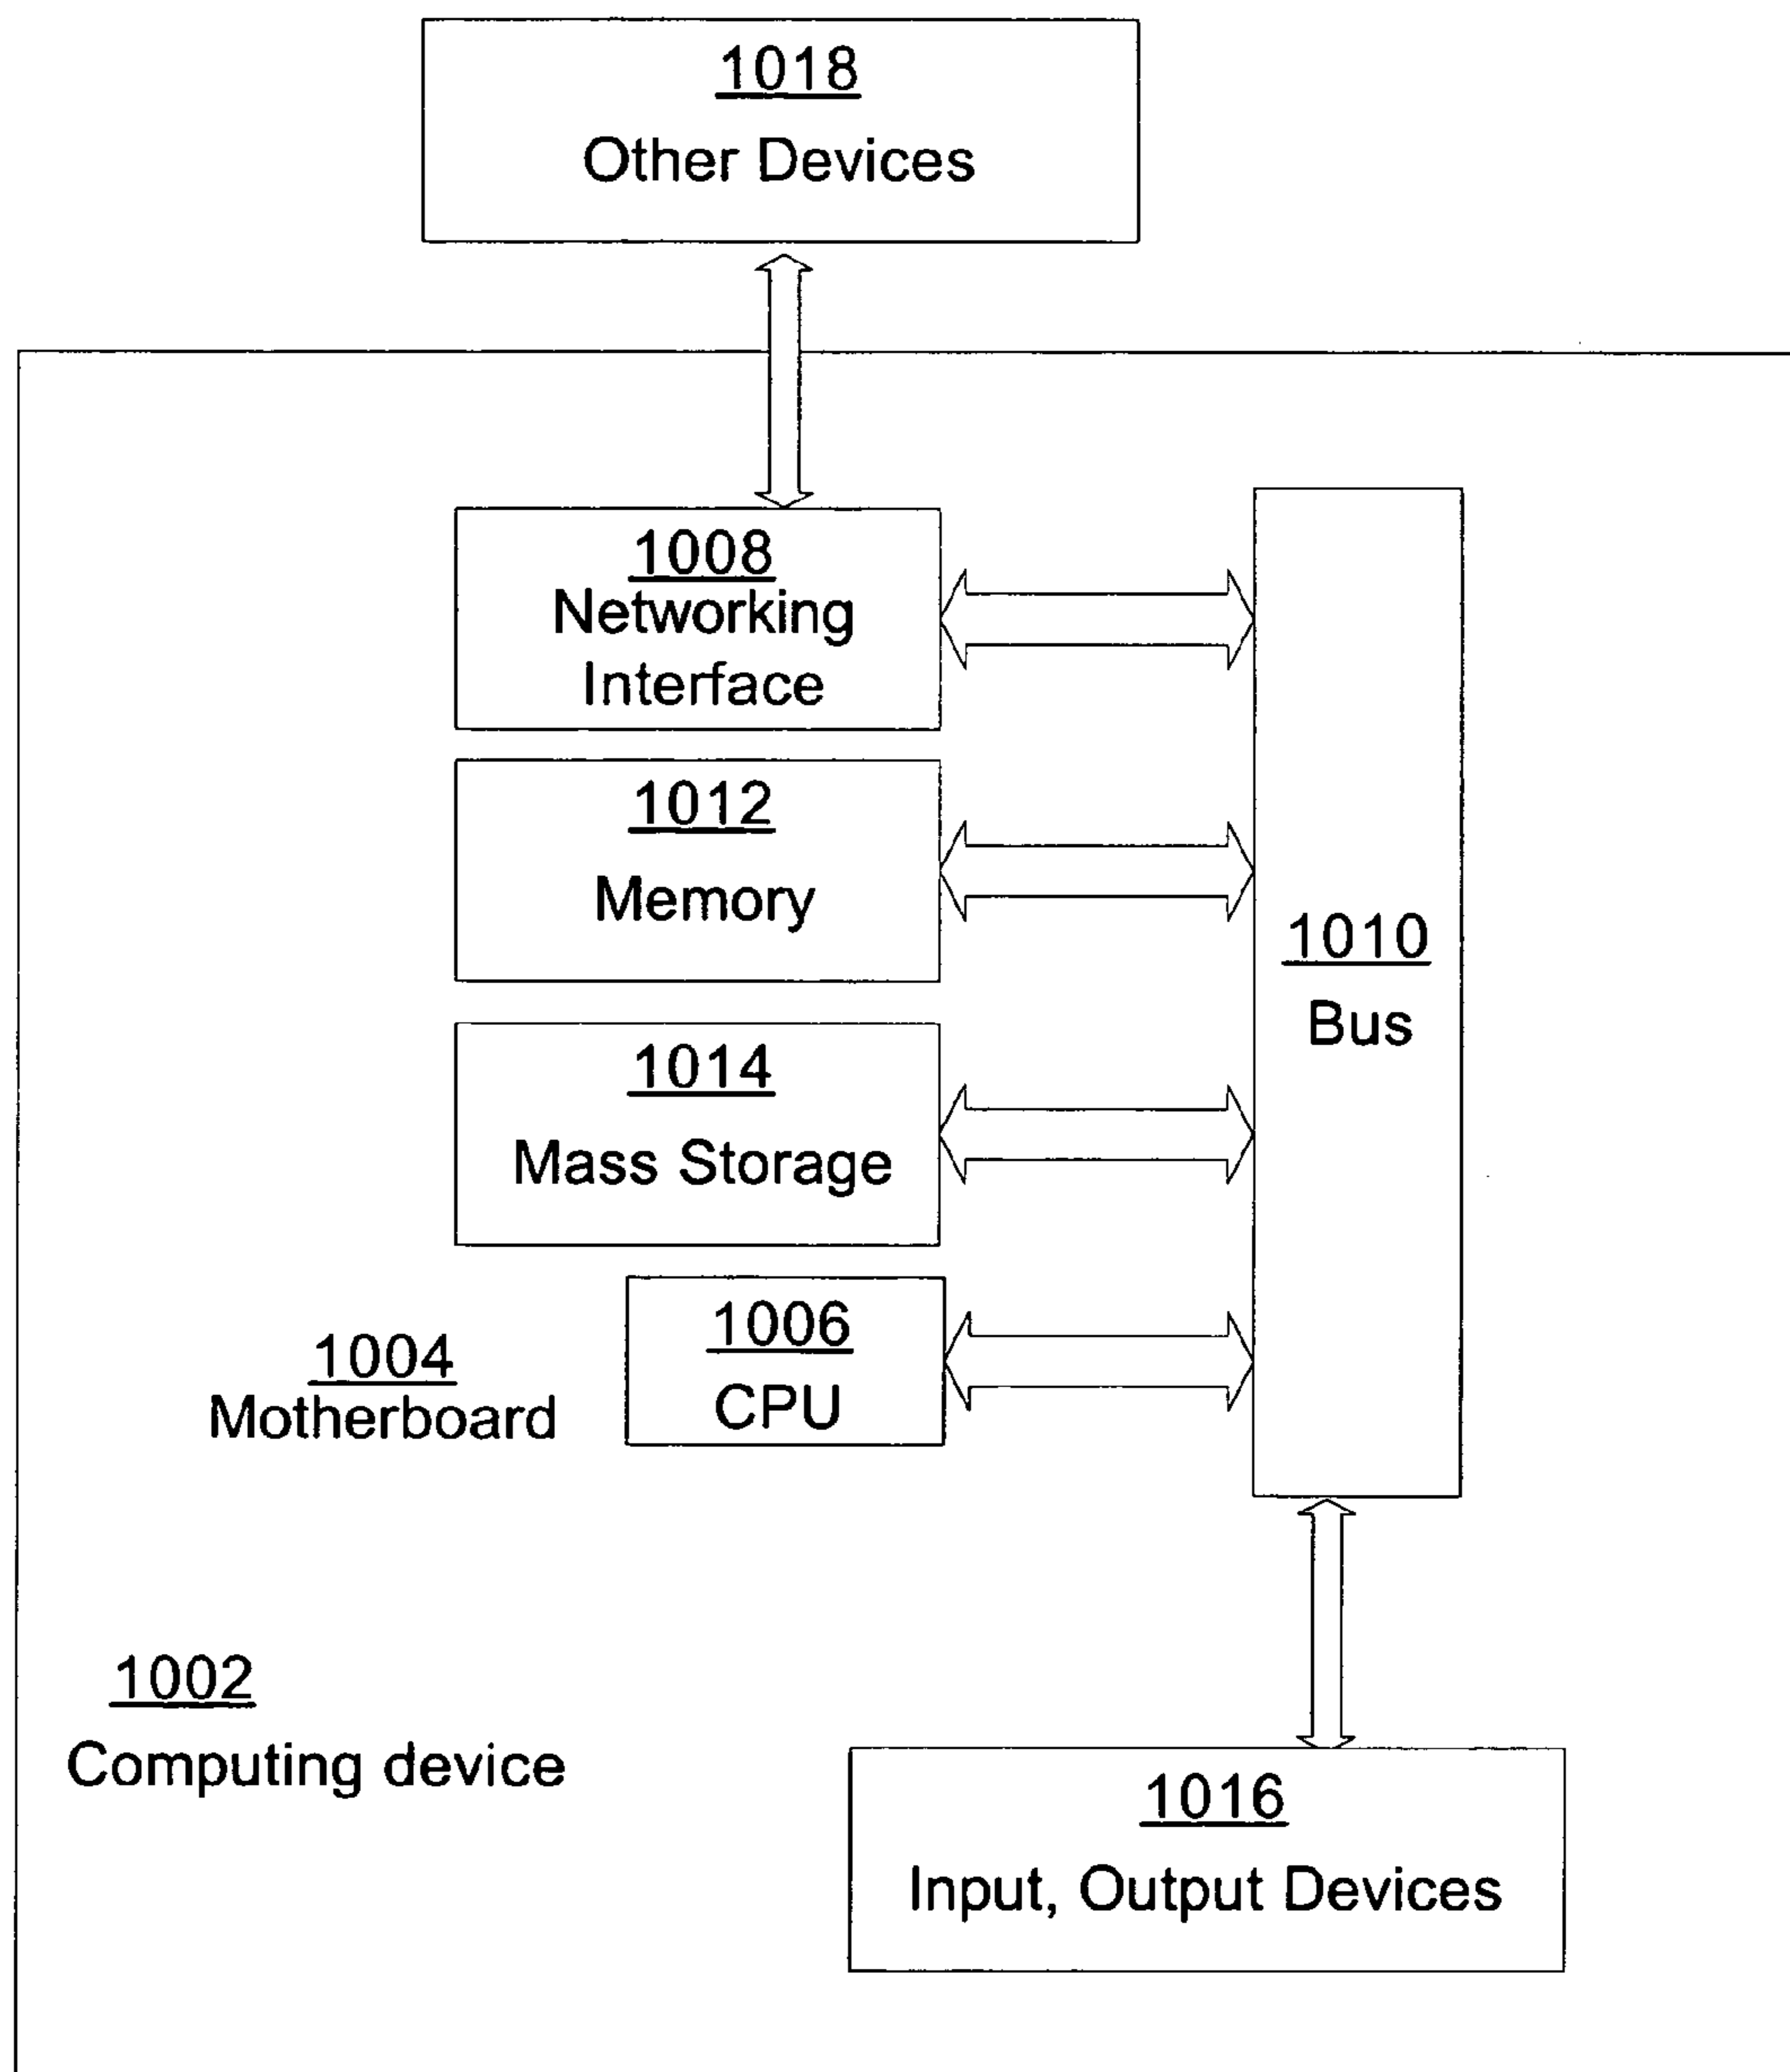 1018
Other Devices
1008
Networking
Interface
1012
Memory
1010
Bus
1014
Mass Storage
1006
CPU
1004
Motherboard
1002
Computing device
1016
Input, Output Devices